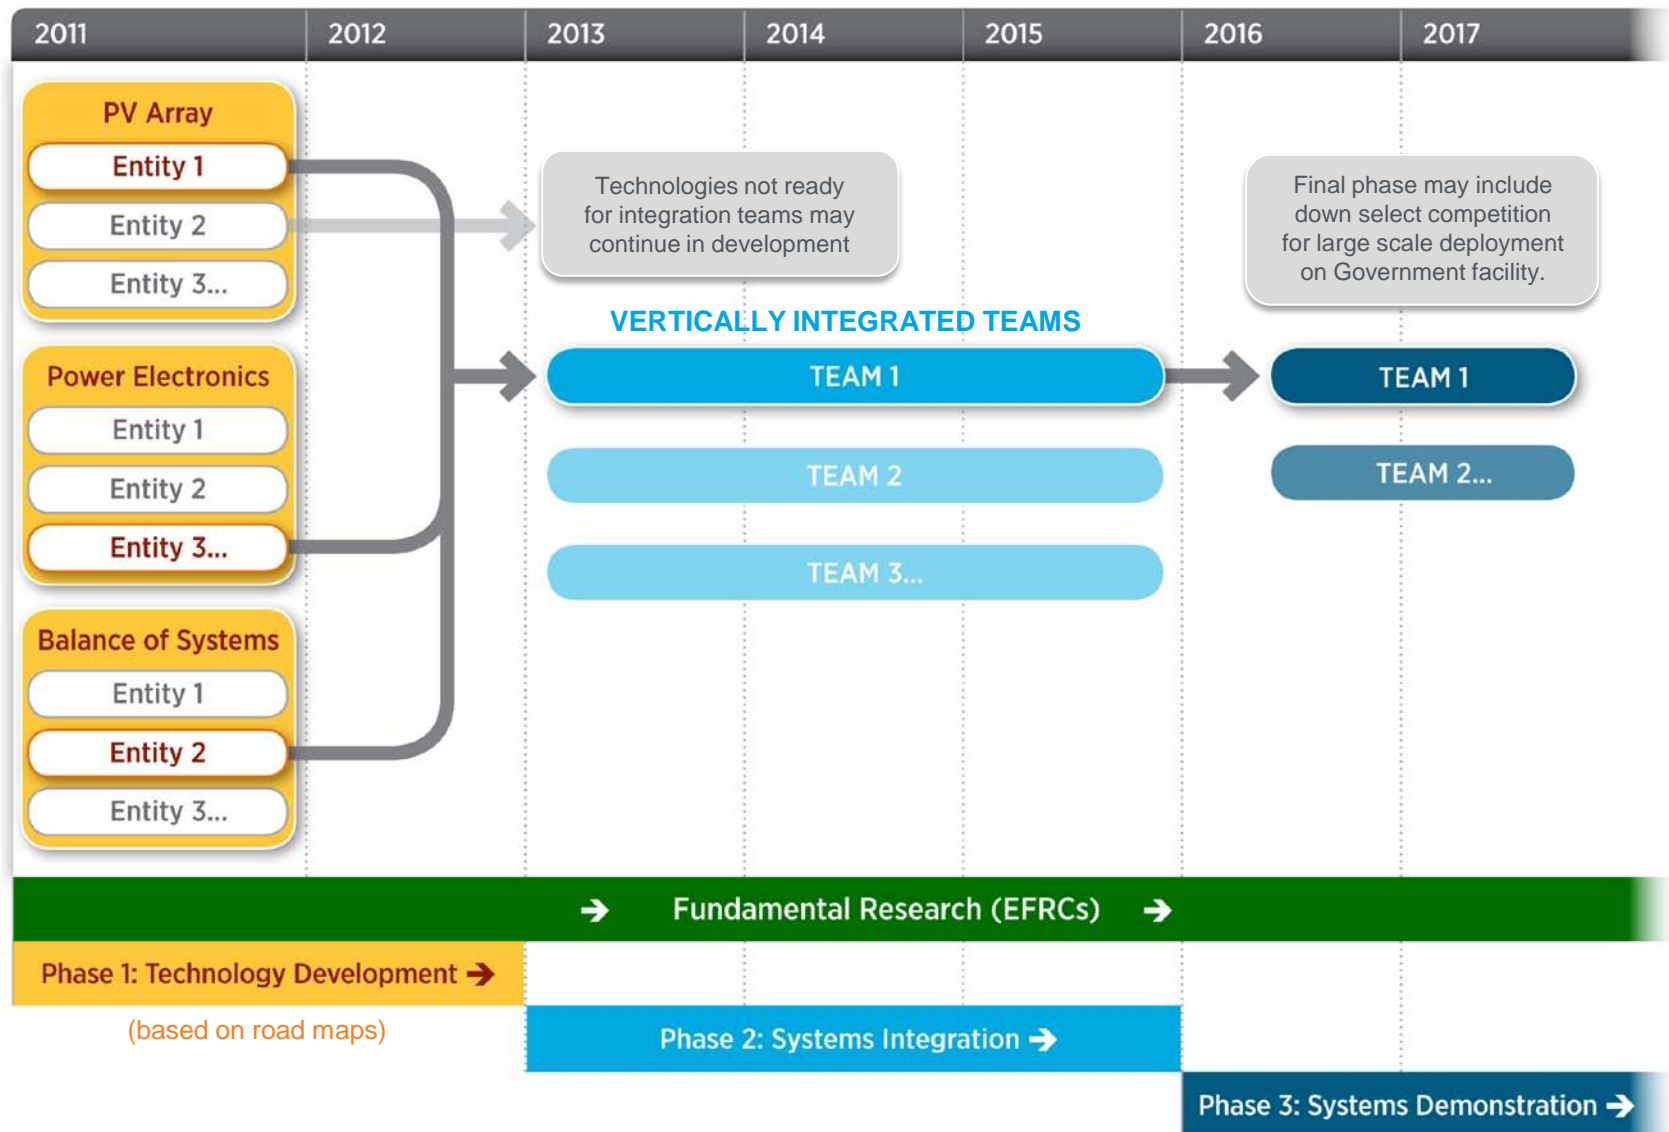 2011 2012 2013 2014 2015 2016 2017
PV Array
Entity 1
Entity 2
Entity 3...
Technologies not ready
for integration teams may
continue in development
Final phase may include
down select competition
for large scale deployment
on Government facility.
VERTICALLY INTEGRATED TEAMS
Power Electronics
Entity 1
Entity 2
Entity 3...
TEAM 1
TEAM 2
TEAM 3...
TEAM 1
TEAM 2...
Balance of Systems
Entity 1
Entity 2
Entity 3...
→ Fundamental Research (EFRCs) →
Phase 1: Technology Development →
(based on road maps)
Phase 2: Systems Integration →
Phase 3: Systems Demonstration →